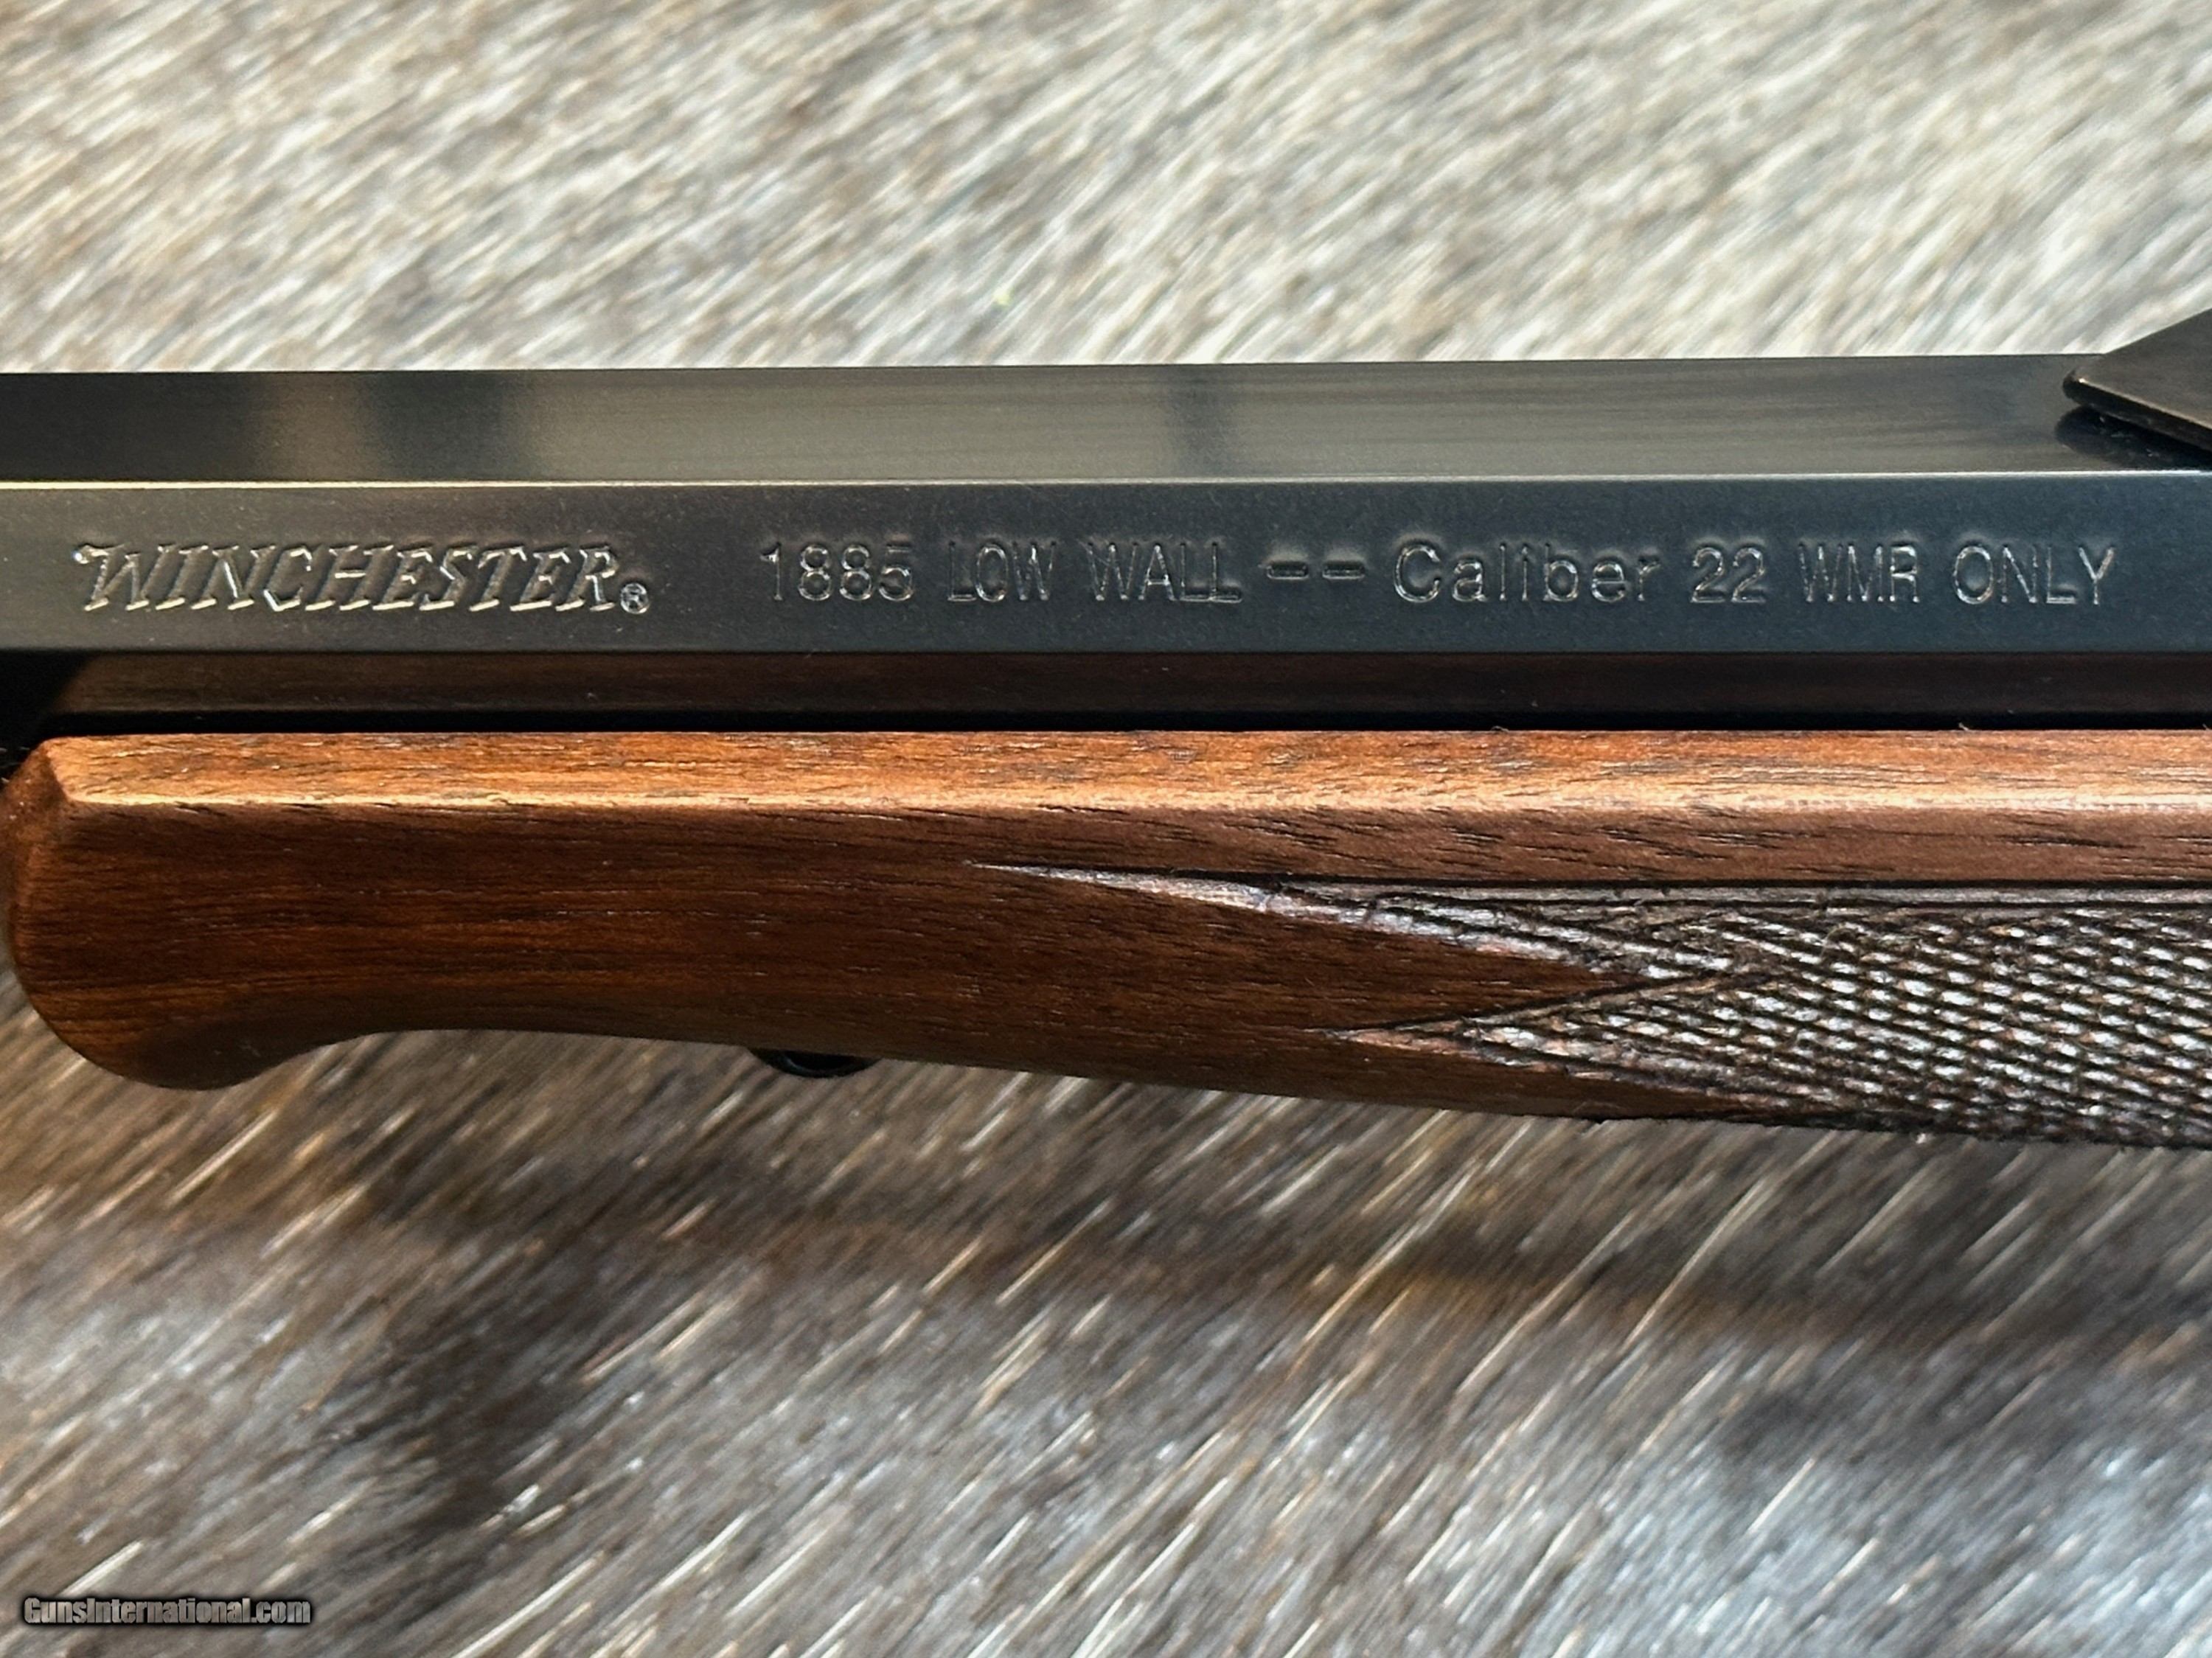 WINCHESTER® 1885 LOW WALL -- Caliber 22 WMR ONLY
GunsInternational.com